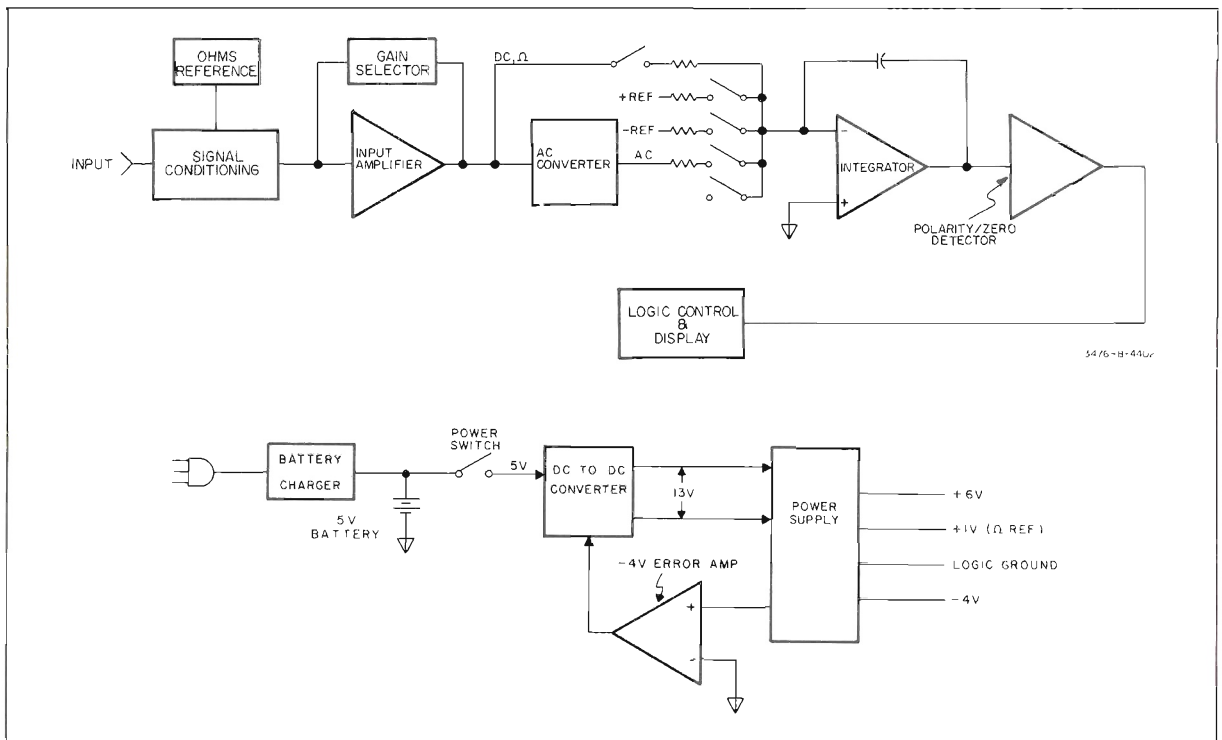 OHMS
REFERENCE
GAIN
SELECTOR
DC, Ω
+REF
-REF
INPUT
SIGNAL
CONDITIONING
INPUT
AMPLIFIER
AC
CONVERTER
AC
-
INTEGRATOR
+
POLARITY/ZERO
DETECTOR
LOGIC CONTROL
&
DISPLAY
POWER
SWITCH
BATTERY
CHARGER
5V
DC TO DC
CONVERTER
13V
5V
BATTERY
POWER
SUPPLY
+6V
+1V (Ω REF)
LOGIC GROUND
-4V
-4V ERROR AMP
+
-